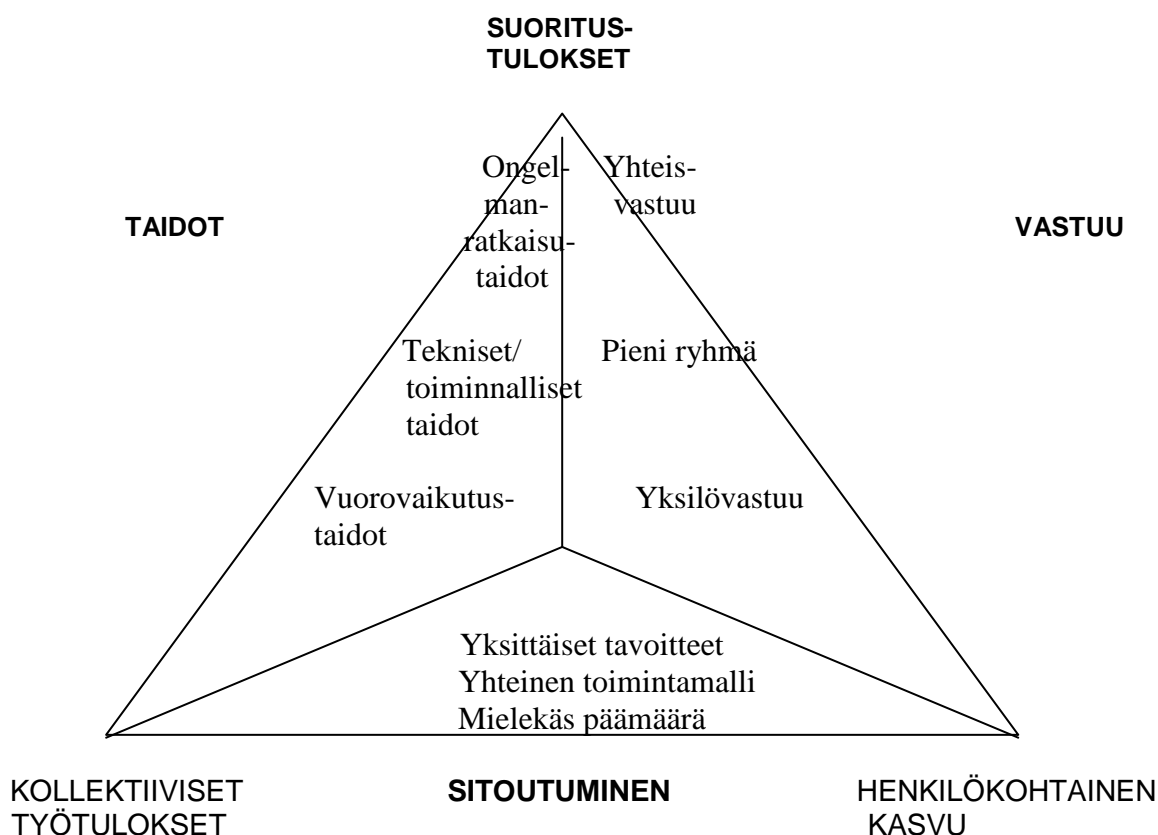 SUORITUS-
TULOKSET
TAIDOT
VASTUU
Ongel-
man-
ratkaisu-
taidot
Yhteis-
vastuu
Tekniset/
toiminnalliset
taidot
Pieni ryhmä
Vuorovaikutus-
taidot
Yksilövastuu
Yksittäiset tavoitteet
Yhteinen toimintamalli
Mielekäs päämäärä
KOLLEKTIIVISET
TYÖTULOKSET
SITOUTUMINEN
HENKILÖKOHTAINEN
KASVU